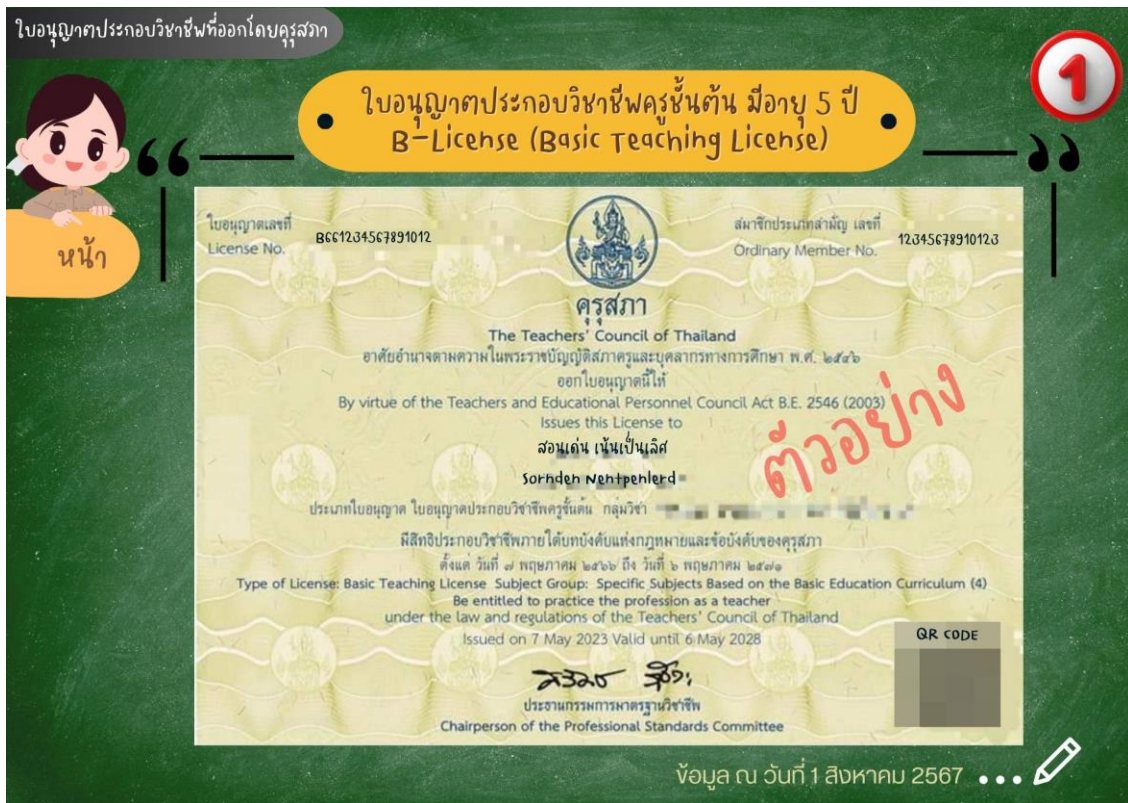 ใบอนุญาตประกอบวิชาชีพที่ออกโดยคุรุสภา
1
ใบอนุญาตประกอบวิชาชีพครูชั้นต้น มีอายุ 5 ปี
B-License (Basic Teaching License)
หน้า
ใบอนุญาตเลขที่
License No.
B661234567891012
สมาชิกประเภทสามัญ เลขที่
Ordinary Member No.
12345678910123
คุรุสภา
The Teachers' Council of Thailand
อาศัยอำนาจตามความในพระราชบัญญัติสภาครูและบุคลากรทางการศึกษา พ.ศ. ๒๕๔๖
ออกใบอนุญาตนี้ให้
By virtue of the Teachers and Educational Personnel Council Act B.E. 2546 (2003)
Issues this License to
สอนเด่น เน้นเป็นเลิศ
Sornden Nentpenlerd
ตัวอย่าง
ประเภทใบอนุญาต ใบอนุญาตประกอบวิชาชีพครูชั้นต้น กลุ่มวิชา
มีสิทธิประกอบวิชาชีพภายใต้บทบังคับแห่งกฎหมายและข้อบังคับของคุรุสภา
ตั้งแต่ วันที่ ๗ พฤษภาคม ๒๕๖๖ ถึง วันที่ ๖ พฤษภาคม ๒๕๗๑
Type of License: Basic Teaching License Subject Group: Specific Subjects Based on the Basic Education Curriculum (4)
Be entitled to practice the profession as a teacher
under the law and regulations of the Teachers' Council of Thailand
Issued on 7 May 2023 Valid until 6 May 2028
QR CODE
ประธานกรรมการมาตรฐานวิชาชีพ
Chairperson of the Professional Standards Committee
ข้อมูล ณ วันที่ 1 สิงหาคม 2567